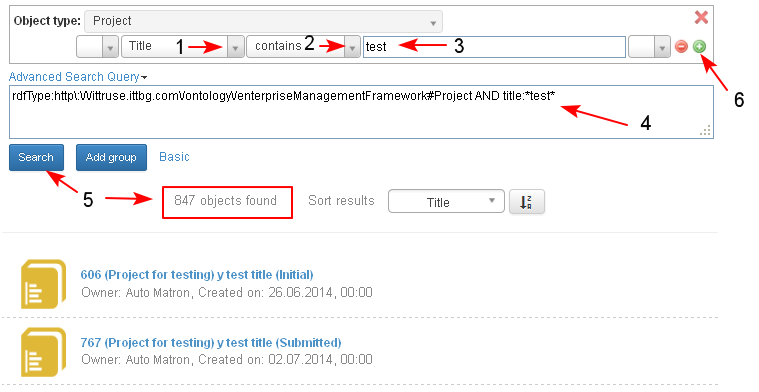 Object type: Project
Title 1 contains 2 test 3
6
Advanced Search Query
rdfType:http\:\/\/ittruse.ittbg.com\/ontology\/enterpriseManagementFramework#Project AND title:*test*
4
Search Add group Basic
5
847 objects found Sort results Title Z A
606 (Project for testing) y test title (Initial)
Owner: Auto Matron, Created on: 26.06.2014, 00:00
767 (Project for testing) y test title (Submitted)
Owner: Auto Matron, Created on: 02.07.2014, 00:00